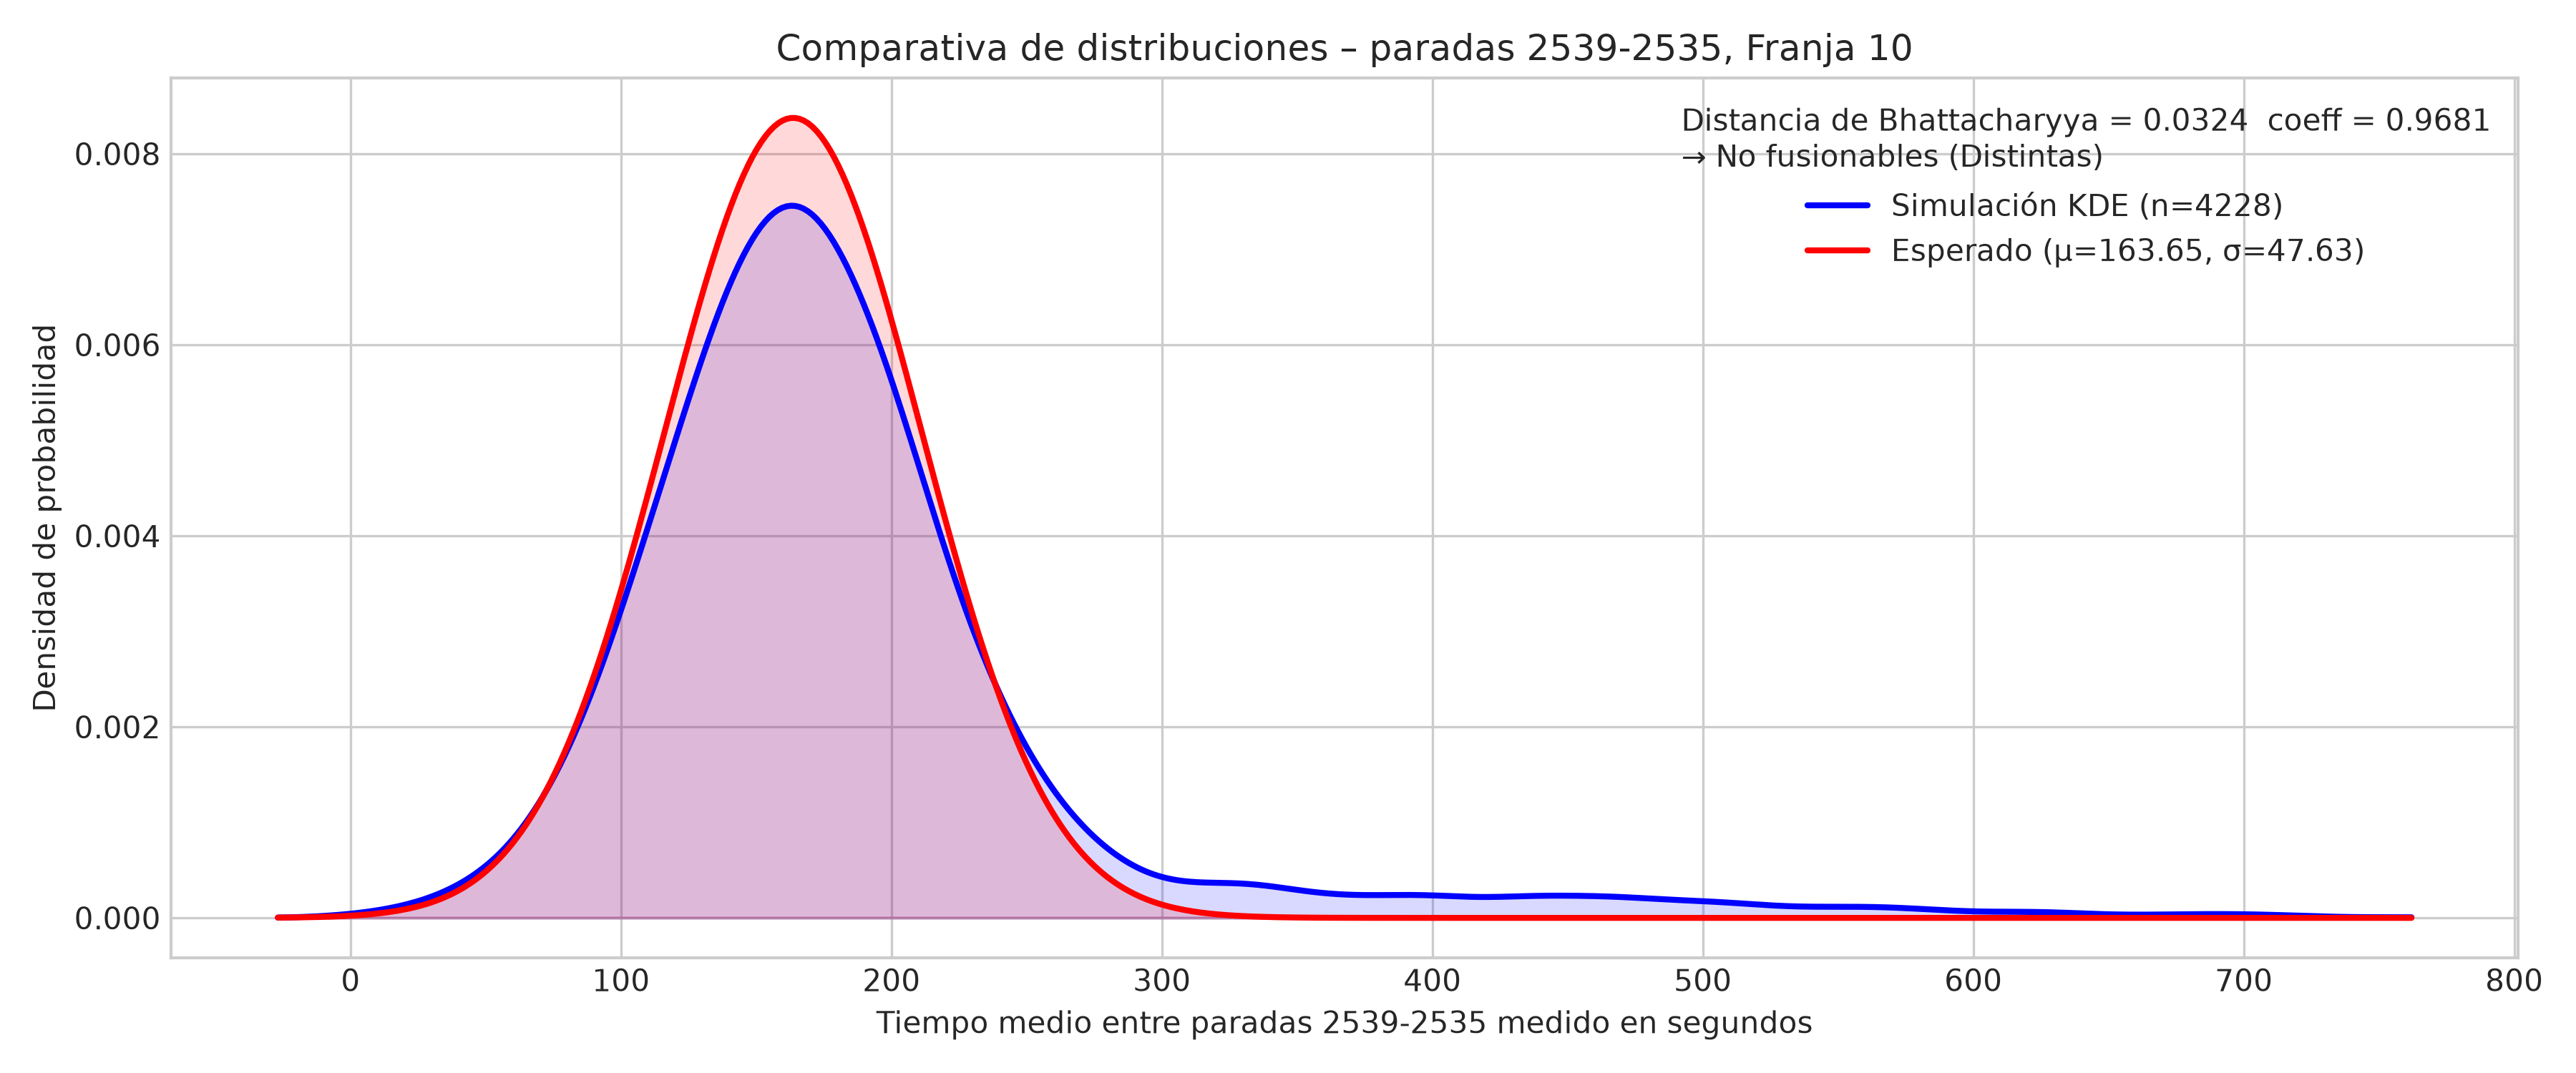 Comparativa de distribuciones – paradas 2539-2535, Franja 10
Distancia de Bhattacharyya = 0.0324  coeff = 0.9681
→ No fusionables (Distintas)
Simulación KDE (n=4228)
Esperado (μ=163.65, σ=47.63)
Densidad de probabilidad
0.008
0.006
0.004
0.002
0.000
0 100 200 300 400 500 600 700 800
Tiempo medio entre paradas 2539-2535 medido en segundos